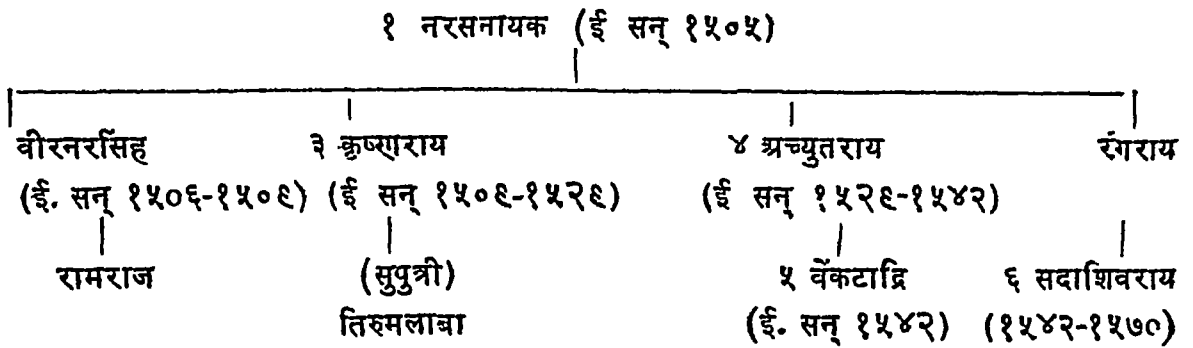 १ नरसनायक (ई सन् १५०५)
वीरनरसिंह ३ कृष्णराय ४ अच्युतराय रंगराय
(ई. सन् १५०६-१५०९) (ई सन् १५०९-१५२९) (ई सन् १५२९-१५४२)
रामराज (सुपुत्री) ५ वेंकटाद्रि ६ सदाशिवराय
तिरुमलाबा (ई. सन् १५४२) (१५४२-१५७०)